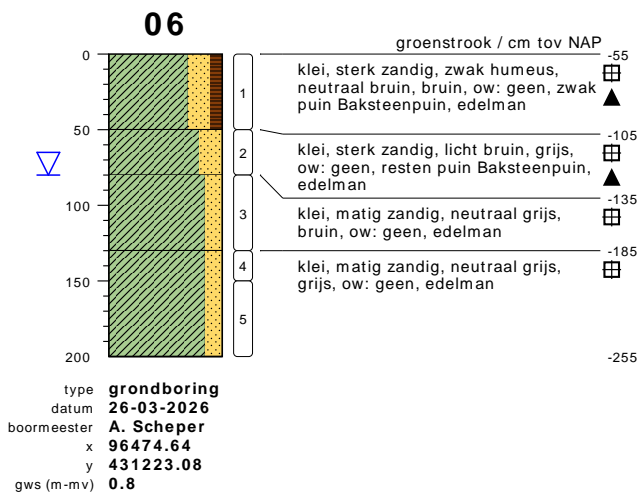 06
groenstrook / cm tov NAP
0
-55
klei, sterk zandig, zwak humeus,
neutraal bruin, bruin, ow: geen, zwak
puin Baksteenpuin, edelman
1
50
-105
klei, sterk zandig, licht bruin, grijs,
ow: geen, resten puin Baksteenpuin,
edelman
2
-135
100
klei, matig zandig, neutraal grijs,
bruin, ow: geen, edelman
3
-185
klei, matig zandig, neutraal grijs,
grijs, ow: geen, edelman
4
150
5
200
-255
type grondboring
datum 26-03-2026
boormeester A. Scheper
x 96474.64
y 431223.08
gws (m-mv) 0.8